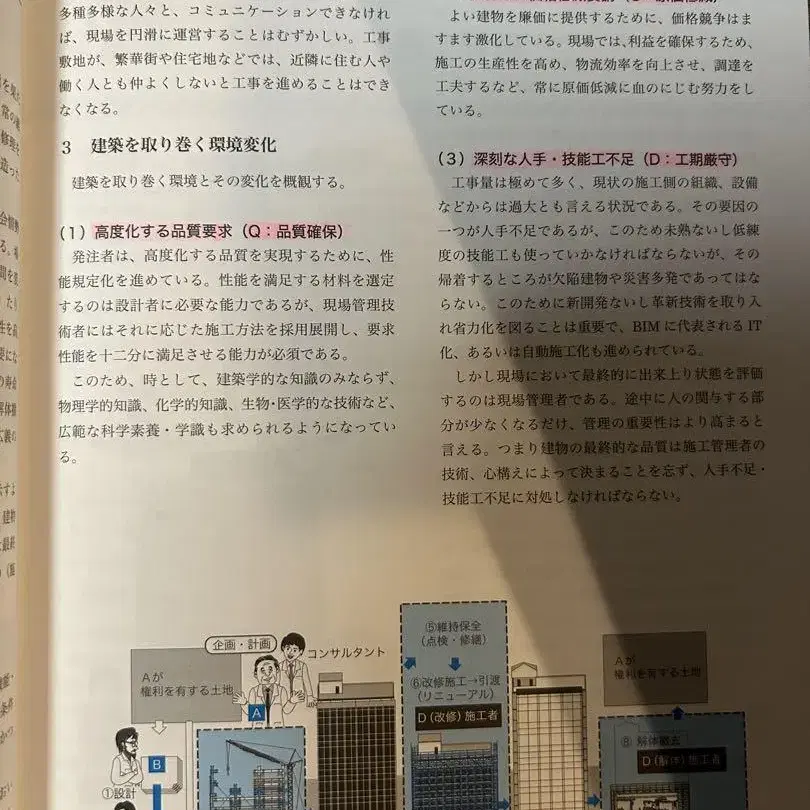 多種多様な人々と、コミュニケーションできなけれ
ば、現場を円滑に運営することはむずかしい。工事
敷地が、繁華街や住宅地などでは、近隣に住む人や
働く人とも仲よくしないと工事を進めることはでき
なくなる。
3 建築を取り巻く環境変化
建築を取り巻く環境とその変化を概観する。
(1) 高度化する品質要求（Q：品質確保）
発注者は、高度化する品質を実現するために、性
能規定化を進めている。性能を満足する材料を選定
するのは設計者に必要な能力であるが、現場管理技
術者にはそれに応じた施工方法を採用展開し、要求
性能を十二分に満足させる能力が必須である。
このため、時として、建築学的な知識のみならず、
物理学的知識、化学的知識、生物・医学的な技術など、
広範な科学素養・学識も求められるようになってい
る。
よい建物を廉価に提供するために、価格競争はま
すます激化している。現場では、利益を確保するため、
施工の生産性を高め、物流効率を向上させ、調達を
工夫するなど、常に原価低減に血のにじむ努力をし
ている。
(3) 深刻な人手・技能工不足（D：工期厳守）
工事量は極めて多く、現状の施工側の組織、設備
などからは過大とも言える状況である。その要因の
一つが人手不足であるが、このため未熟ないし低練
度の技能工も使っていかなければならないが、その
帰着するところが欠陥建物や災害多発であってはな
らない。このために新開発ないし革新技術を取り入
れ省力化を図ることは重要で、BIMに代表されるIT
化、あるいは自動施工化も進められている。
しかし現場において最終的に出来上り状態を評価
するのは現場管理者である。途中に人の関与する部
分が少なくなるだけ、管理の重要性はより高まると
言える。つまり建物の最終的な品質は施工管理者の
技術、心構えによって決まることを忘ず、人手不足・
技能工不足に対処しなければならない。
企画・計画
コンサルタント
Aが
権利を有する土地
A
B
①設計
⑤維持保全
（点検・修繕）
⑥改修施工→引渡
（リニューアル）
D（改修）施工者
Aが
権利を有する土地
⑧ 解体撤去
D（解体）施工者